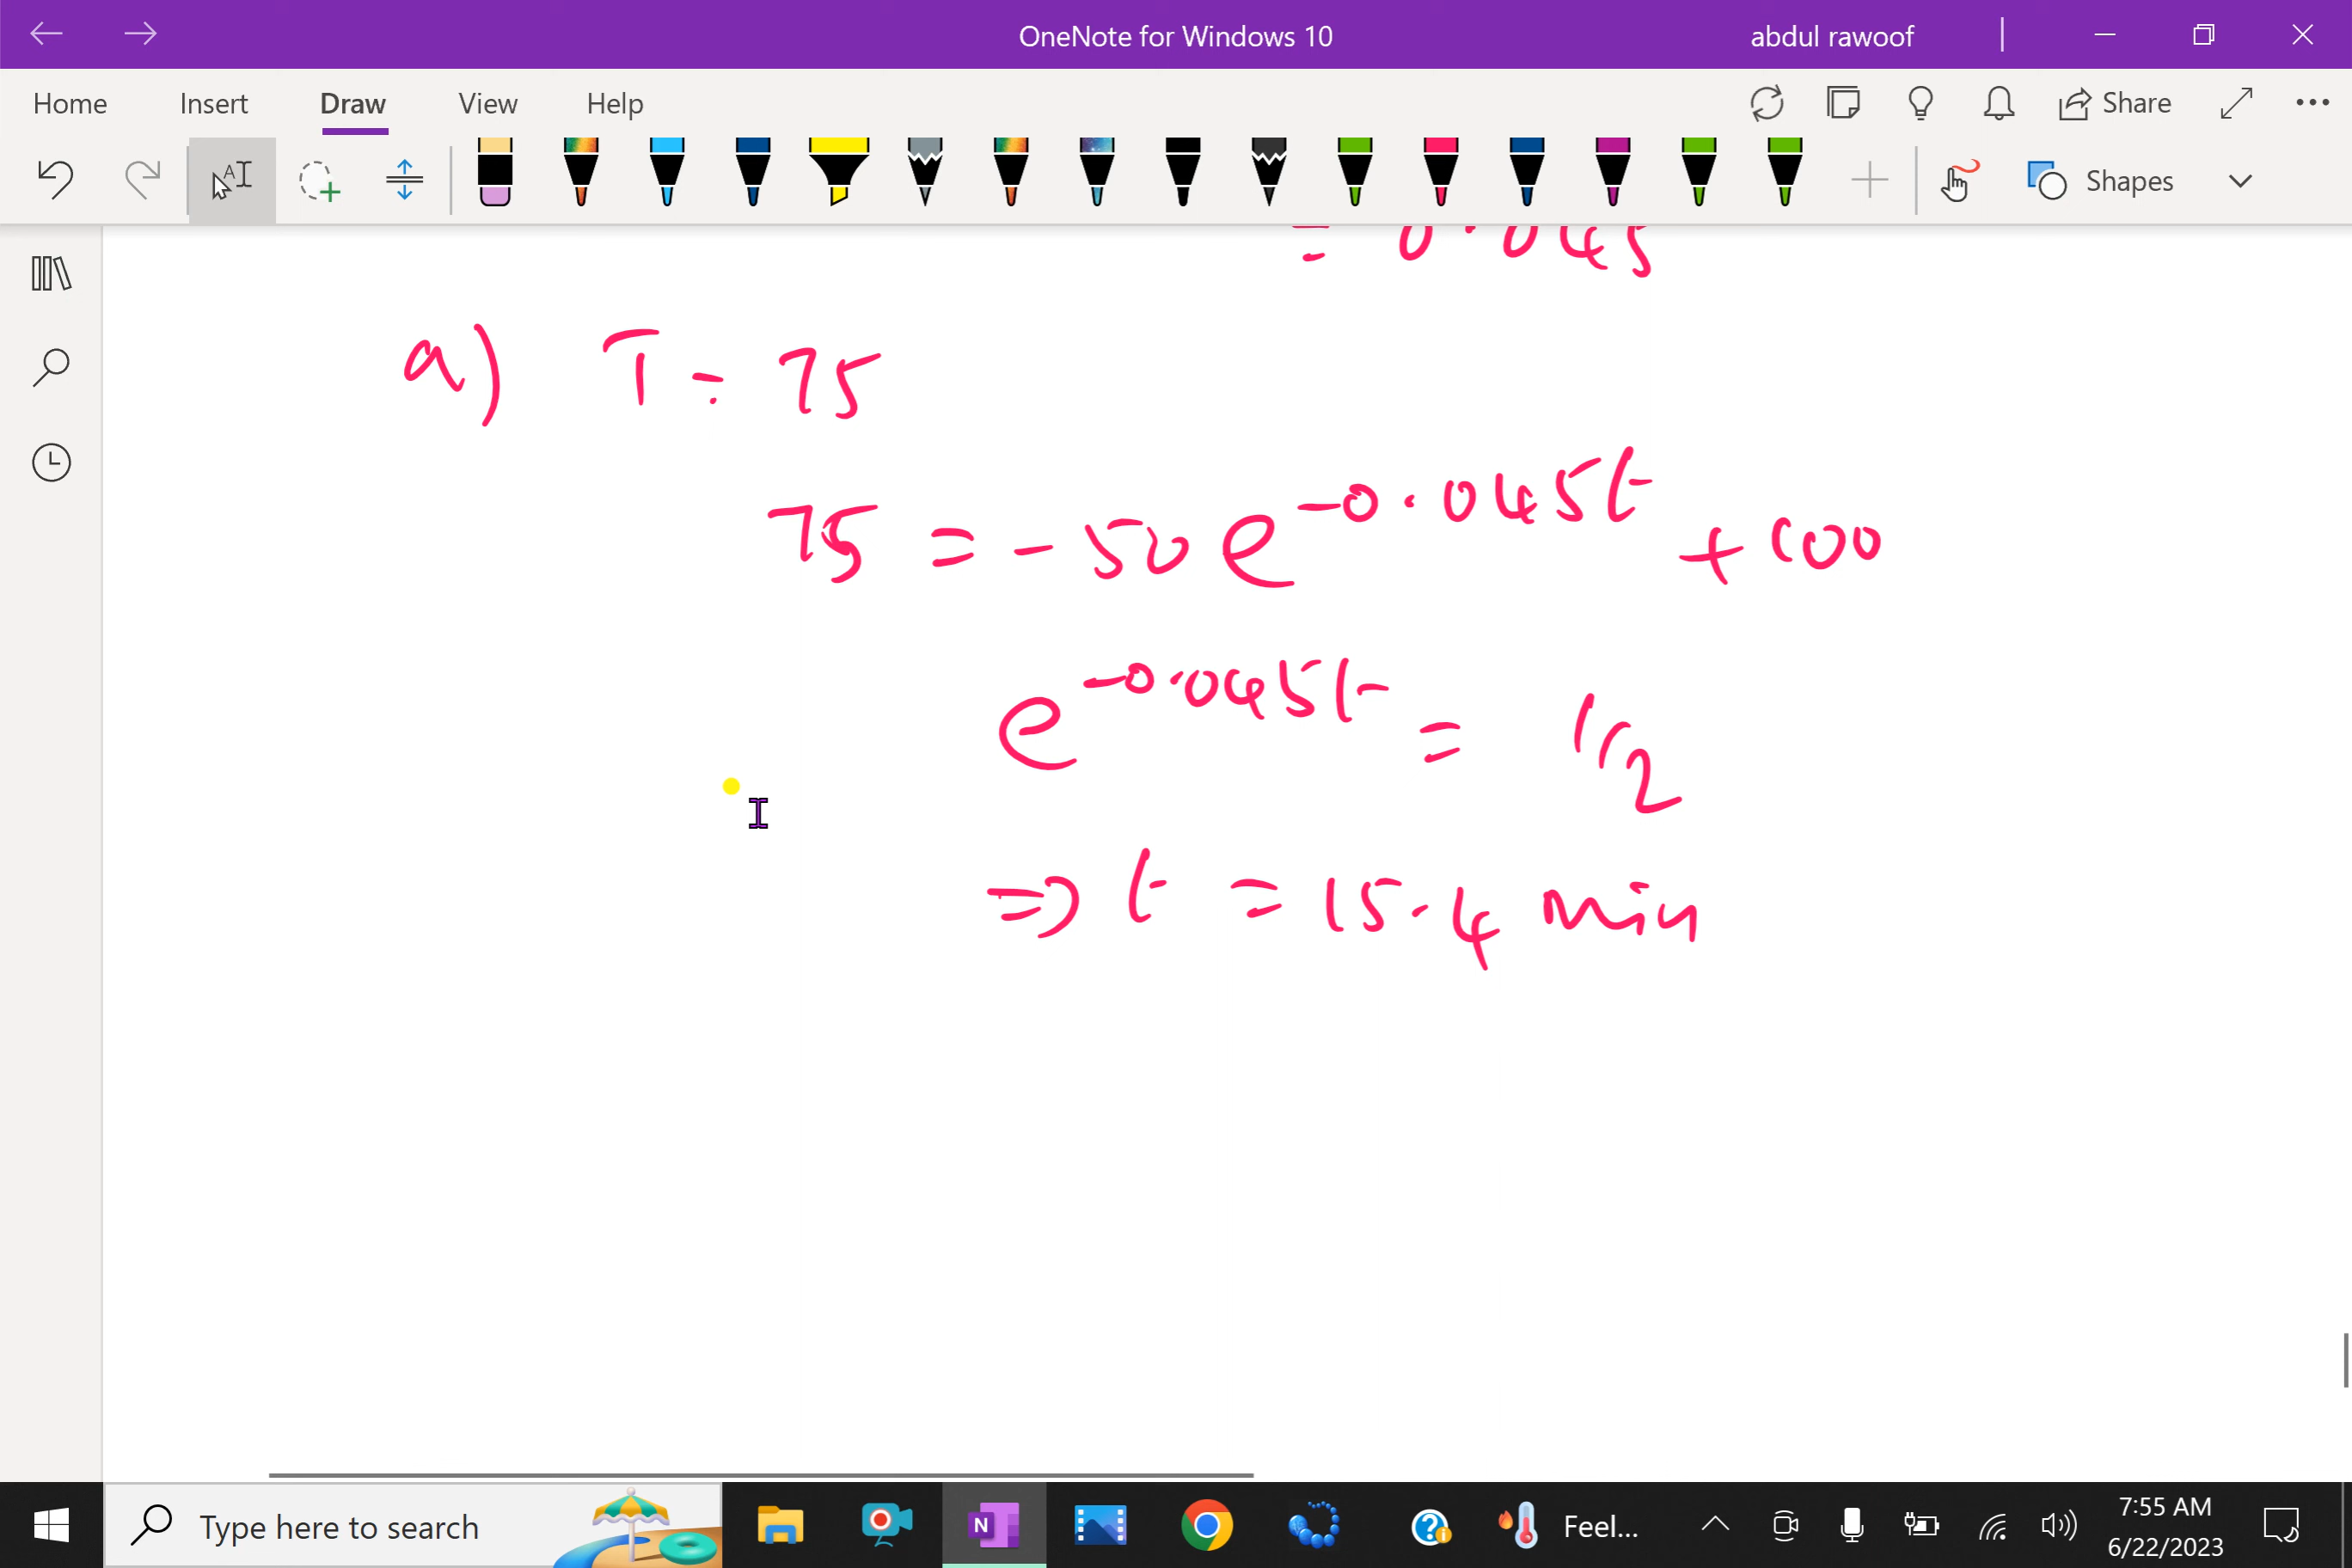 OneNote for Windows 10
abdul rawoof
Home Insert Draw View Help
Share
Shapes
= 0.045
a) T = 75
75 = -50 e^-0.045t + 100
e^-0.045t = 1/2
=> t = 15.4 min
Type here to search
Feel...
7:55 AM
6/22/2023